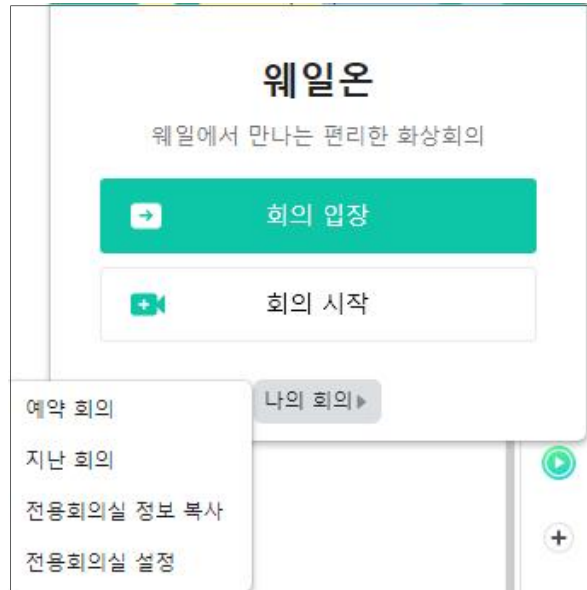 웨일온
웨일에서 만나는 편리한 화상회의
회의 입장
회의 시작
나의 회의
예약 회의
지난 회의
전용회의실 정보 복사
전용회의실 설정